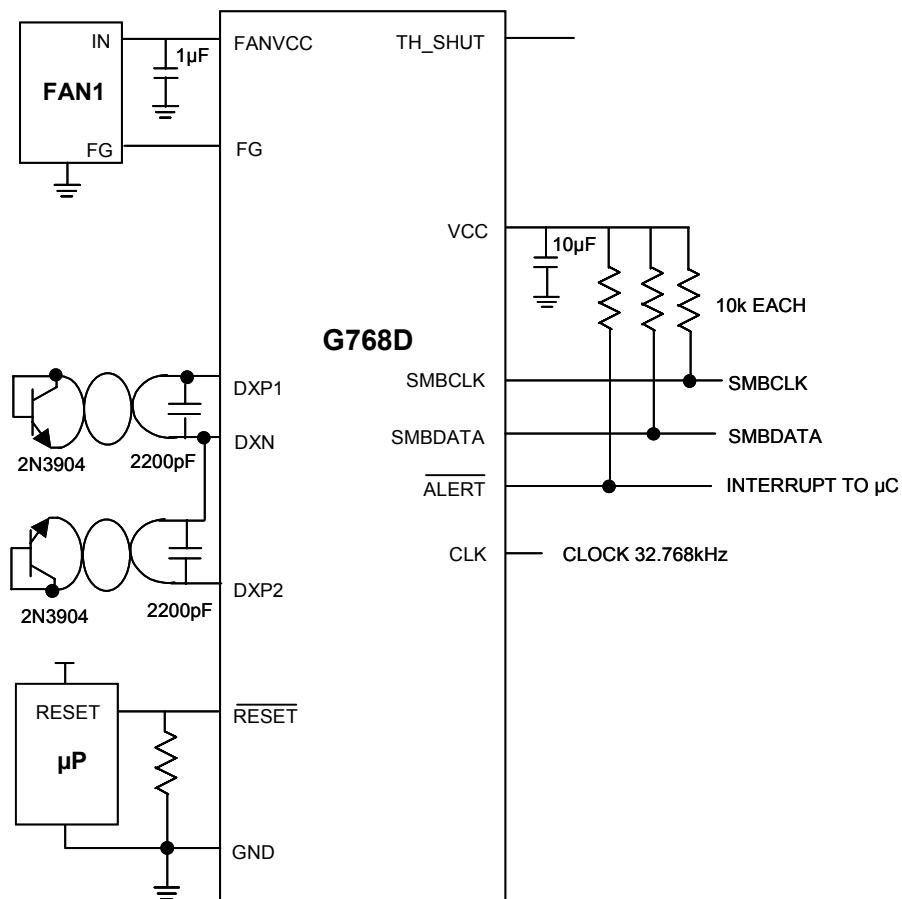 IN
FANVCC
TH_SHUT
1µF
FAN1
FG
FG
VCC
10µF
10k EACH
G768D
DXP1
SMBCLK
SMBCLK
DXN
SMBDATA
SMBDATA
2N3904
2200pF
ALERT
INTERRUPT TO µC
CLK
CLOCK 32.768kHz
DXP2
2N3904
2200pF
RESET
RESET
µP
GND